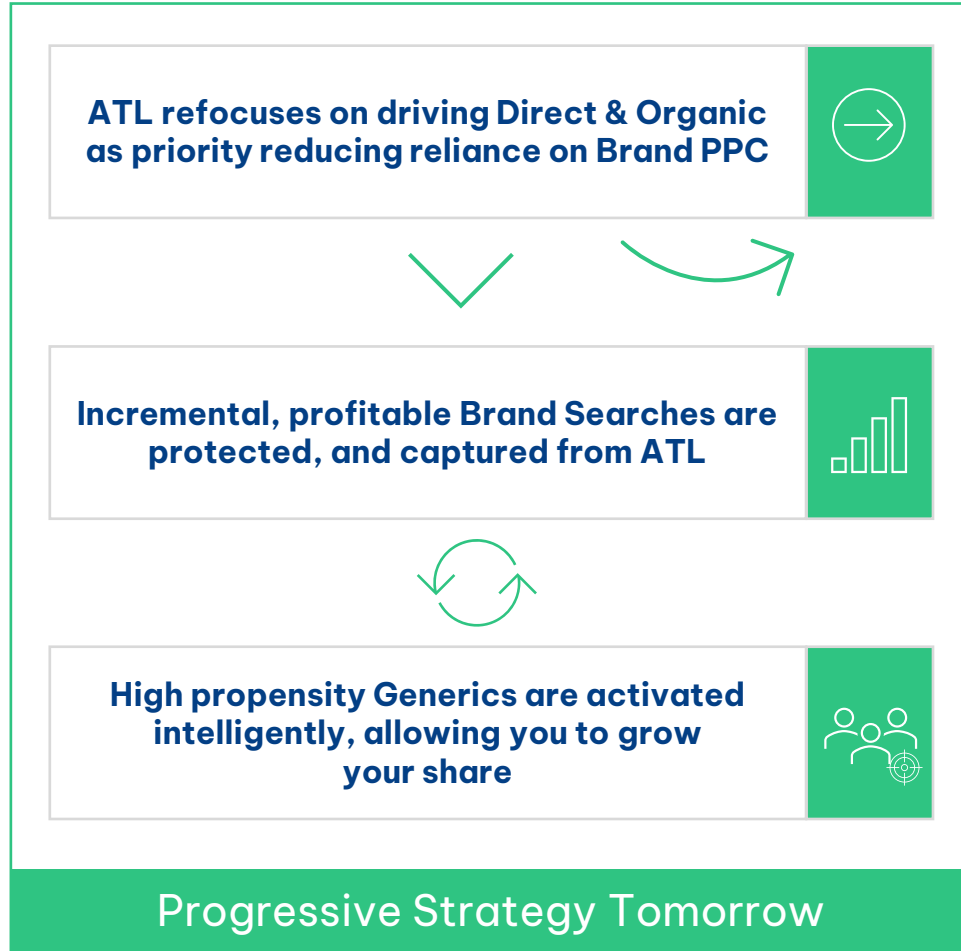 ATL refocuses on driving Direct & Organic
as priority reducing reliance on Brand PPC
Incremental, profitable Brand Searches are
protected, and captured from ATL
High propensity Generics are activated
intelligently, allowing you to grow
your share
Progressive Strategy Tomorrow